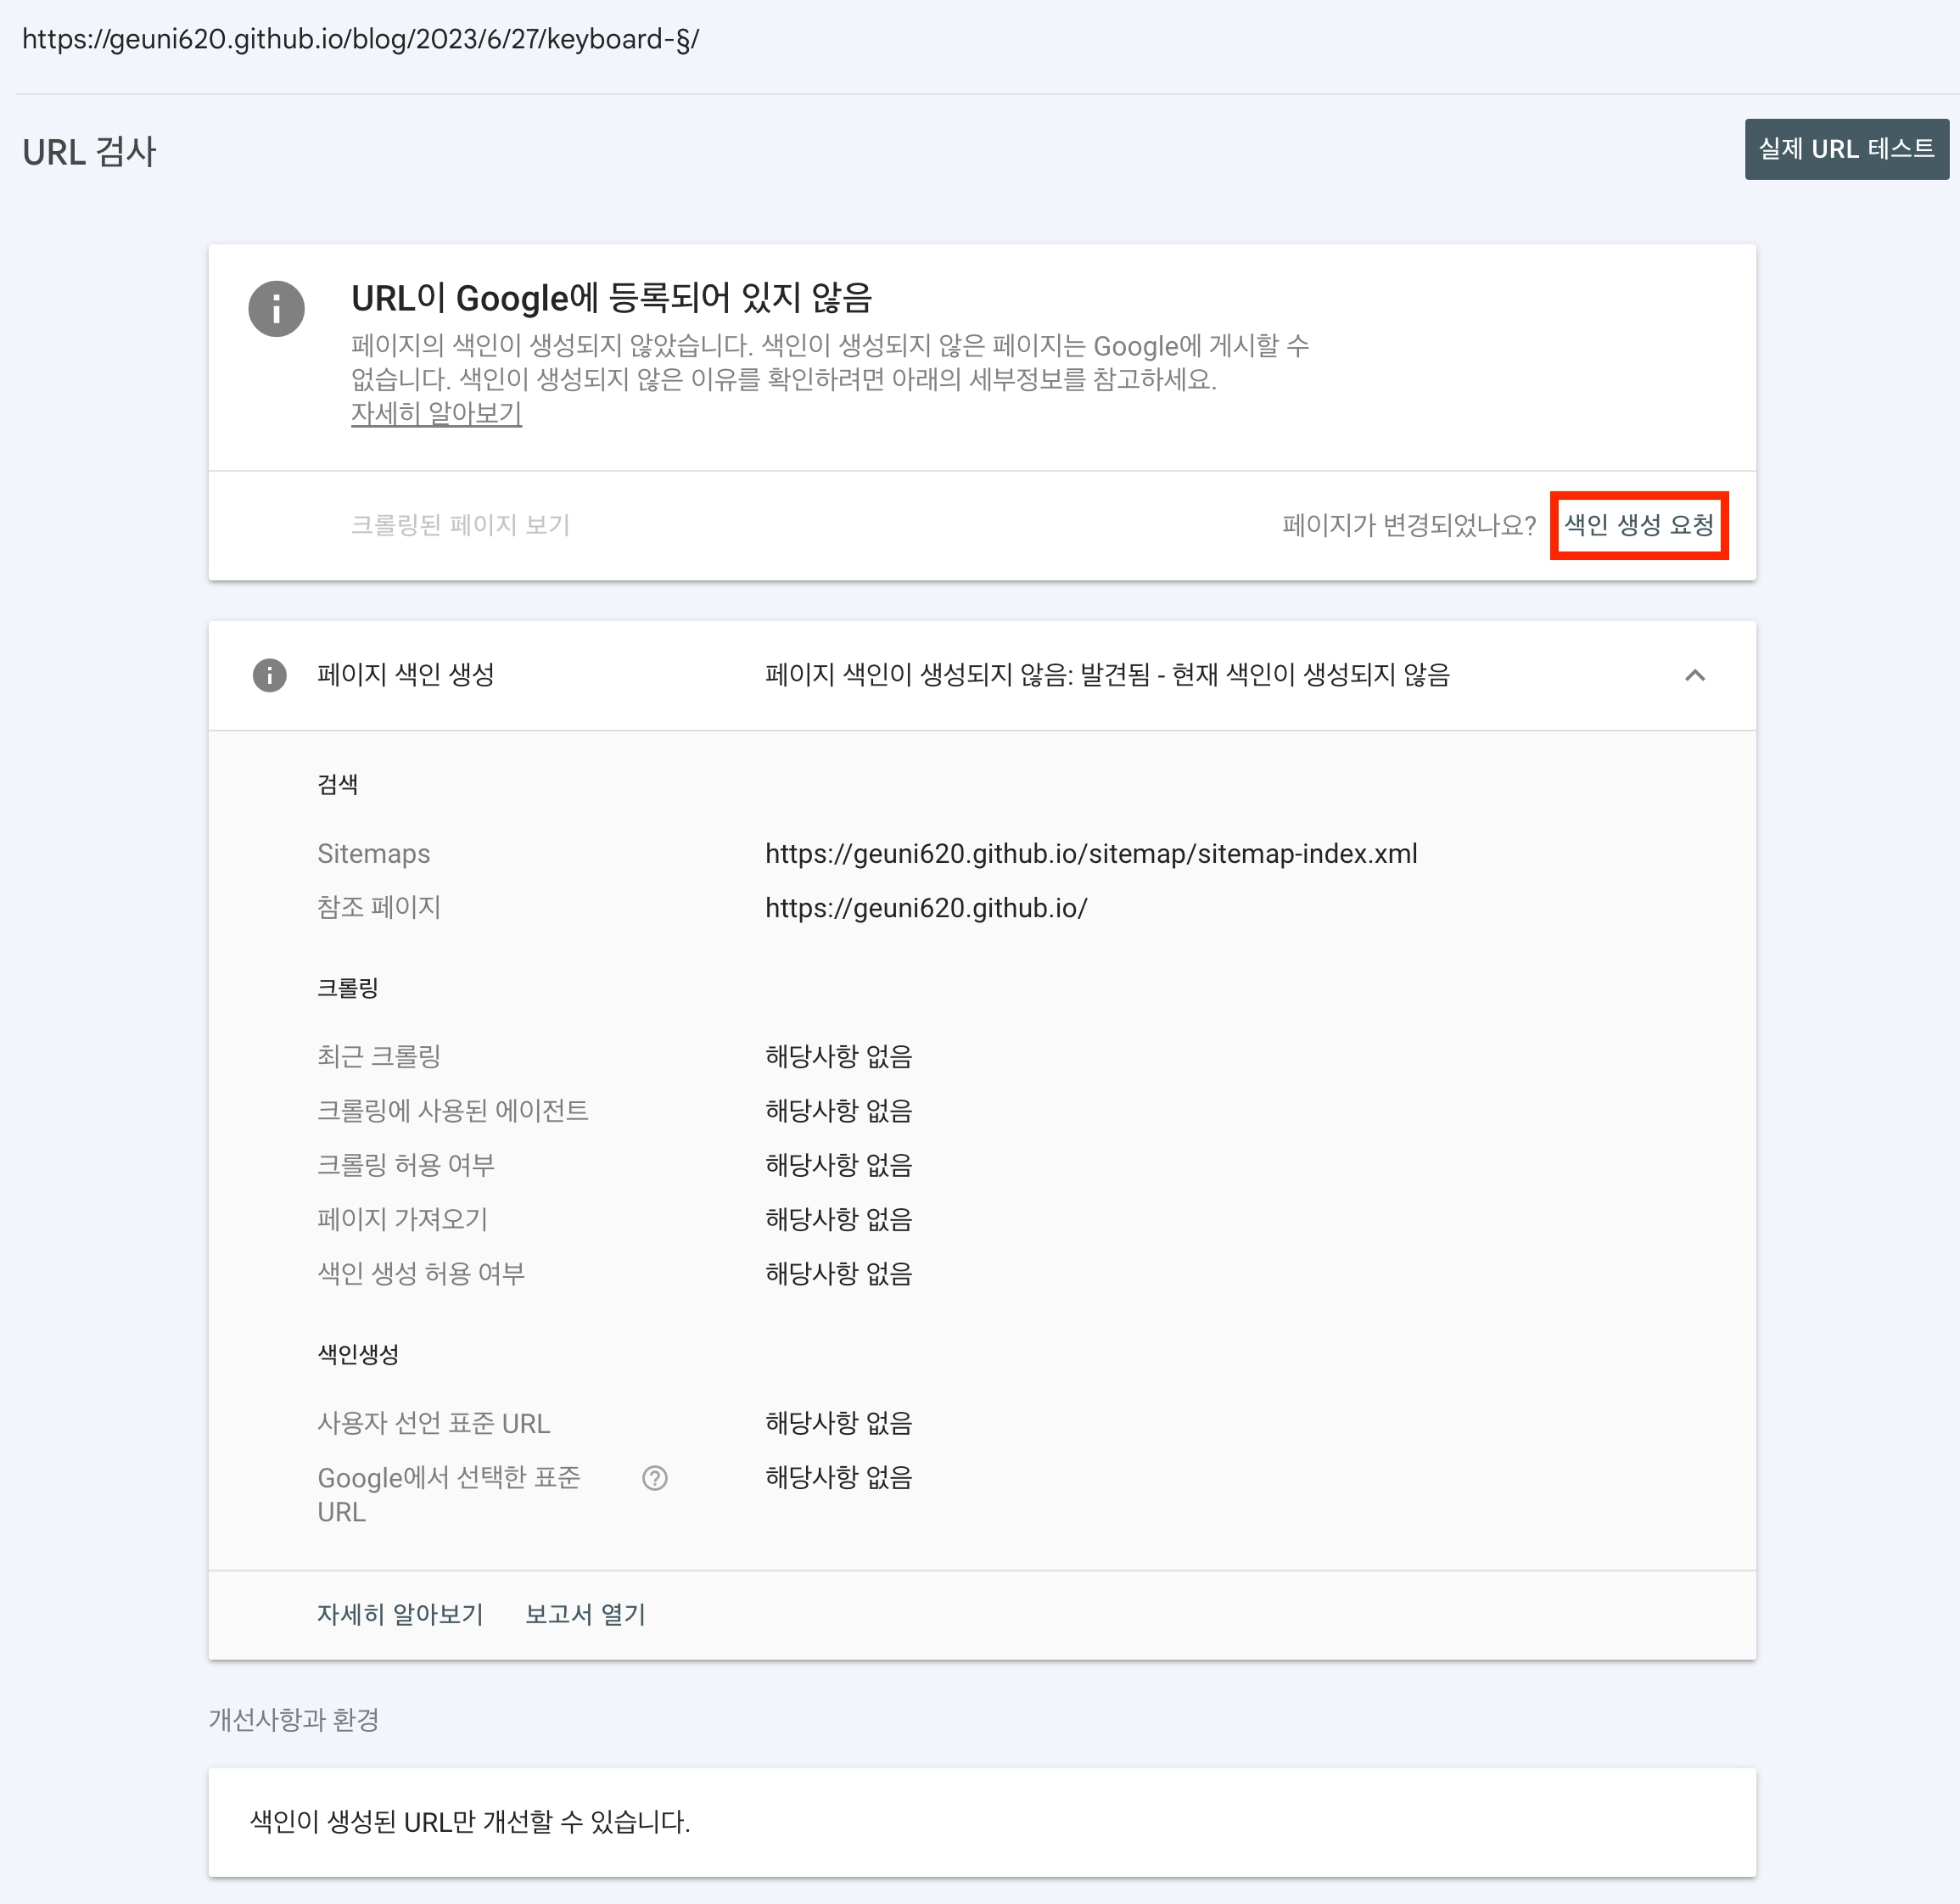 https://geuni620.github.io/blog/2023/6/27/keyboard-§/
URL 검사
실제 URL 테스트
URL이 Google에 등록되어 있지 않음
페이지의 색인이 생성되지 않았습니다. 색인이 생성되지 않은 페이지는 Google에 게시할 수
없습니다. 색인이 생성되지 않은 이유를 확인하려면 아래의 세부정보를 참고하세요.
자세히 알아보기
크롤링된 페이지 보기
페이지가 변경되었나요?
색인 생성 요청
페이지 색인 생성
페이지 색인이 생성되지 않음: 발견됨 - 현재 색인이 생성되지 않음
검색
Sitemaps
https://geuni620.github.io/sitemap/sitemap-index.xml
참조 페이지
https://geuni620.github.io/
크롤링
최근 크롤링
해당사항 없음
크롤링에 사용된 에이전트
해당사항 없음
크롤링 허용 여부
해당사항 없음
페이지 가져오기
해당사항 없음
색인 생성 허용 여부
해당사항 없음
색인생성
사용자 선언 표준 URL
해당사항 없음
Google에서 선택한 표준
URL
해당사항 없음
자세히 알아보기
보고서 열기
개선사항과 환경
색인이 생성된 URL만 개선할 수 있습니다.